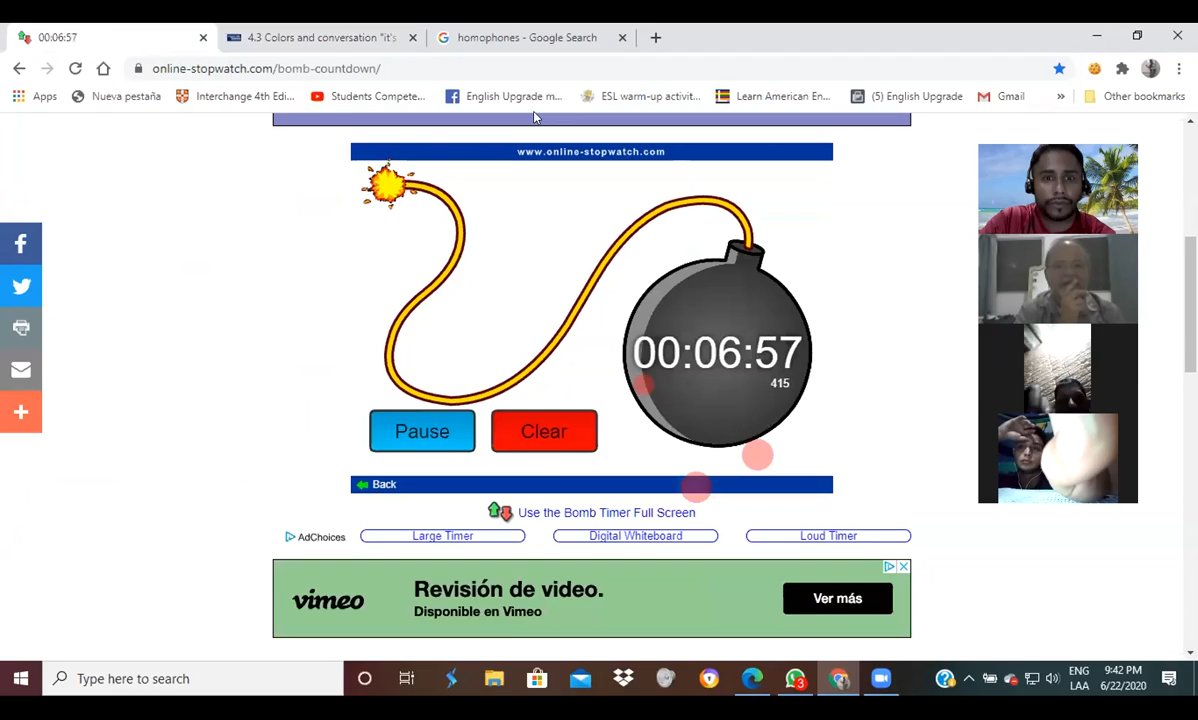 00:06:57
4.3 Colors and conversation "it's
homophones - Google Search
online-stopwatch.com/bomb-countdown/
Apps
Nueva pestaña
Interchange 4th Edi...
Students Compete...
English Upgrade m...
ESL warm-up activit...
Learn American En...
(5) English Upgrade
Gmail
»
Other bookmarks
www.online-stopwatch.com
00:06:57
415
Pause
Clear
Back
Use the Bomb Timer Full Screen
AdChoices
Large Timer
Digital Whiteboard
Loud Timer
vimeo
Revisión de video.
Disponible en Vimeo
Ver más
Type here to search
3
ENG
LAA
9:42 PM
6/22/2020